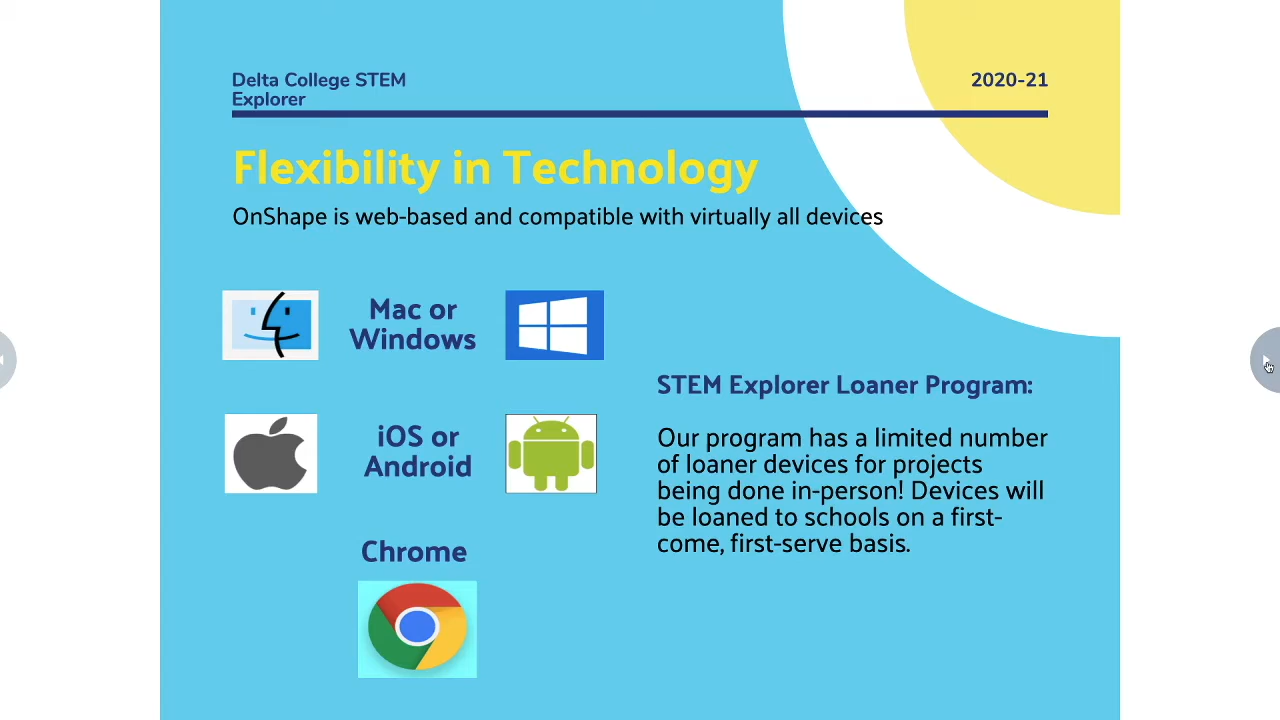 Delta College STEM
Explorer
2020-21
Flexibility in Technology
OnShape is web-based and compatible with virtually all devices
Mac or
Windows
iOS or
Android
Chrome
STEM Explorer Loaner Program:
Our program has a limited number
of loaner devices for projects
being done in-person! Devices will
be loaned to schools on a first-
come, first-serve basis.